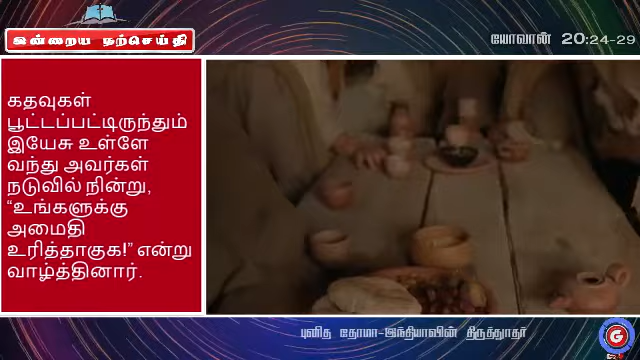 இன்றைய நற்செய்தி
யோவான் 20:24-29
கதவுகள்
பூட்டப்பட்டிருந்தும்
இயேசு உள்ளே
வந்து அவர்கள்
நடுவில் நின்று,
“உங்களுக்கு
அமைதி
உரித்தாகுக!” என்று
வாழ்த்தினார்.
புனித தோமா-இந்தியாவின் திருத்தூதர்
G